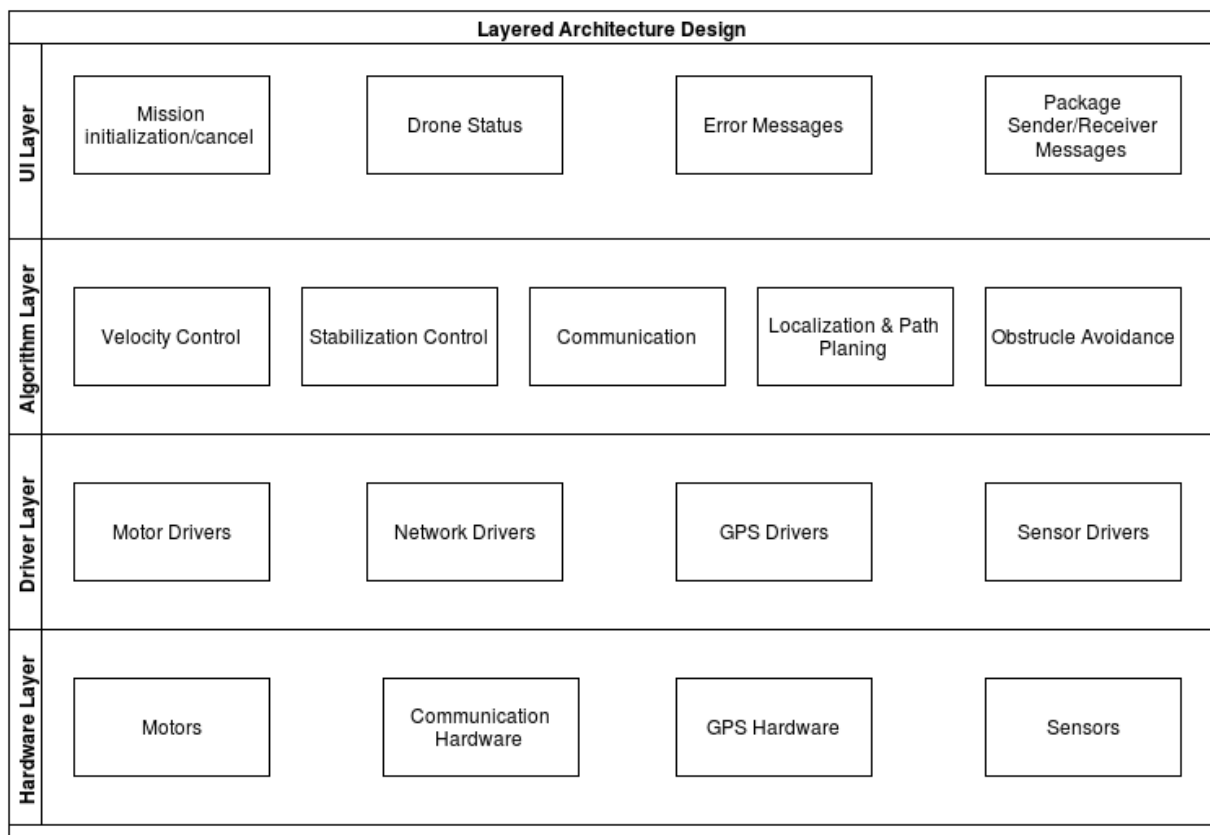 Layered Architecture Design
UI Layer
Mission
initialization/cancel
Drone Status
Error Messages
Package
Sender/Receiver
Messages
Algorithm Layer
Velocity Control
Stabilization Control
Communication
Localization & Path
Planing
Obstrucle Avoidance
Driver Layer
Motor Drivers
Network Drivers
GPS Drivers
Sensor Drivers
Hardware Layer
Motors
Communication
Hardware
GPS Hardware
Sensors